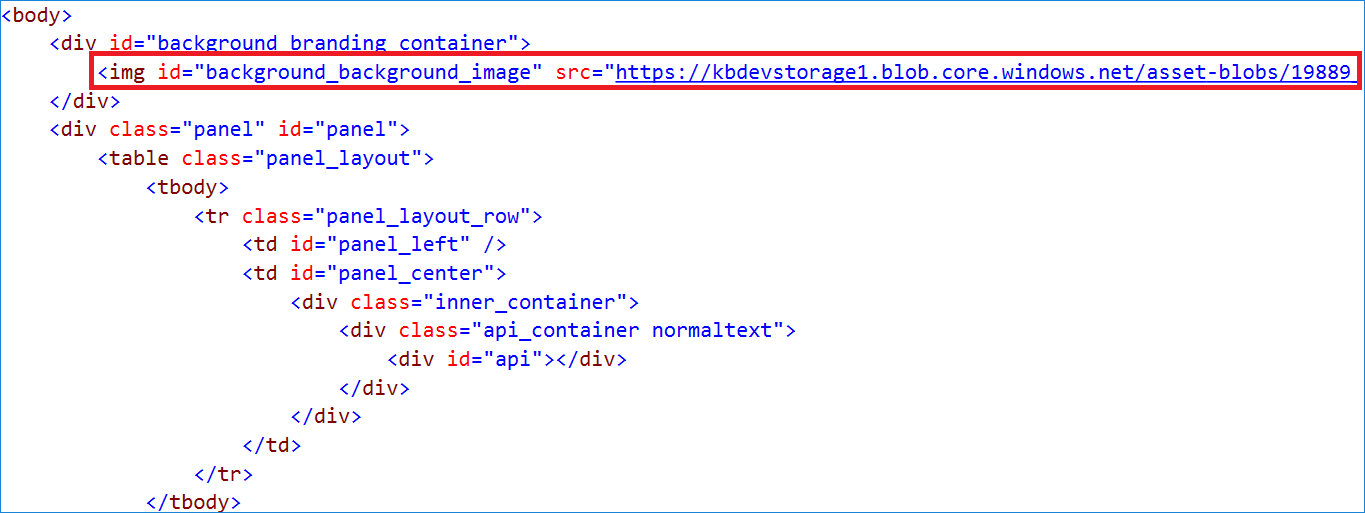 <body>
    <div id="background_branding_container">
        <img id="background_background_image" src="https://kbdevstorage1.blob.core.windows.net/asset-blobs/19889_
    </div>
    <div class="panel" id="panel">
        <table class="panel_layout">
            <tbody>
                <tr class="panel_layout_row">
                    <td id="panel_left" />
                    <td id="panel_center">
                        <div class="inner_container">
                            <div class="api_container normaltext">
                                <div id="api"></div>
                            </div>
                        </div>
                    </td>
                </tr>
            </tbody>